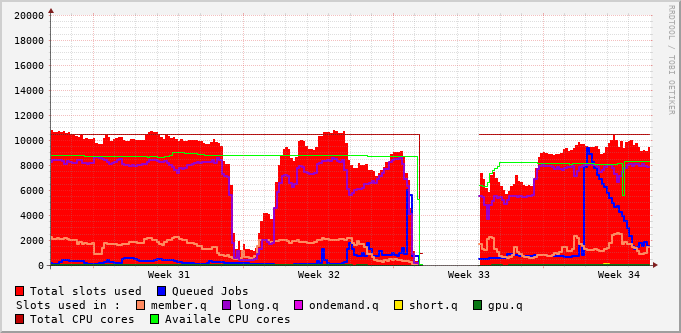 RRDTOOL / TOBI OETIKER
20000
18000
16000
14000
12000
10000
8000
6000
4000
2000
0
Week 31 Week 32 Week 33 Week 34
Total slots used Queued Jobs
Slots used in : member.q long.q ondemand.q short.q gpu.q
Total CPU cores Availale CPU cores